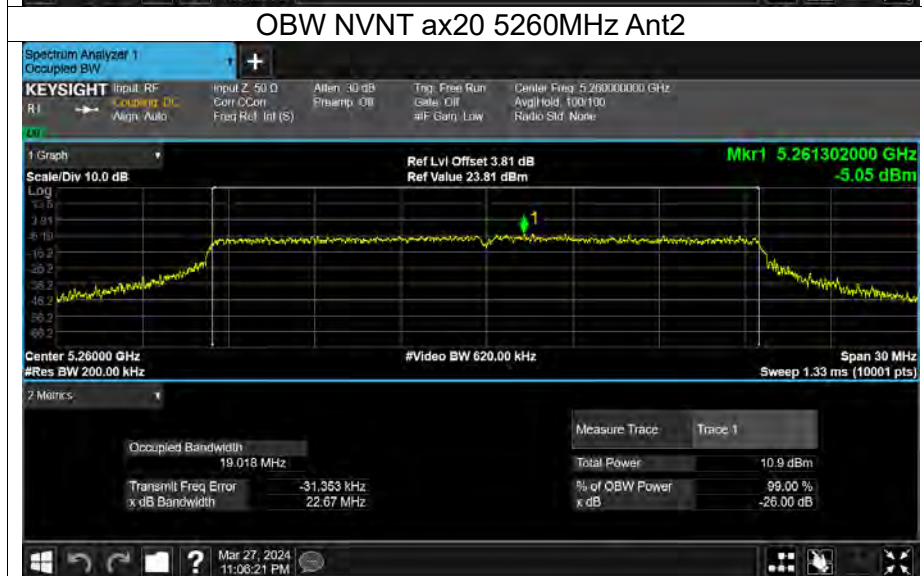 OBW NVNT ax20 5260MHz Ant2
Spectrum Analyzer 1
Occupied BW
+
KEYSIGHT Input: RF
Coupling: DC
Align: Auto
Input Z: 50 Ω
Corr CCorr
Freq Ref: Int (S)
Atten: 30 dB
Preamp: Off
Trig: Free Run
Gate: Off
#IF Gain: Low
Center Freq: 5.260000000 GHz
Avg|Hold: 100/100
Radio Std: None
1 Graph
Scale/Div 10.0 dB
Ref Lvl Offset 3.81 dB
Ref Value 23.81 dBm
Mkr1 5.261302000 GHz
-5.05 dBm
Log
1
Center 5.26000 GHz
#Res BW 200.00 kHz
#Video BW 620.00 kHz
Span 30 MHz
Sweep 1.33 ms (10001 pts)
2 Metrics
Measure Trace Trace 1
Occupied Bandwidth
19.018 MHz
Total Power 10.9 dBm
Transmit Freq Error -31.353 kHz
% of OBW Power 99.00 %
x dB Bandwidth 22.67 MHz
x dB -26.00 dB
?
Mar 27, 2024
11:06:21 PM